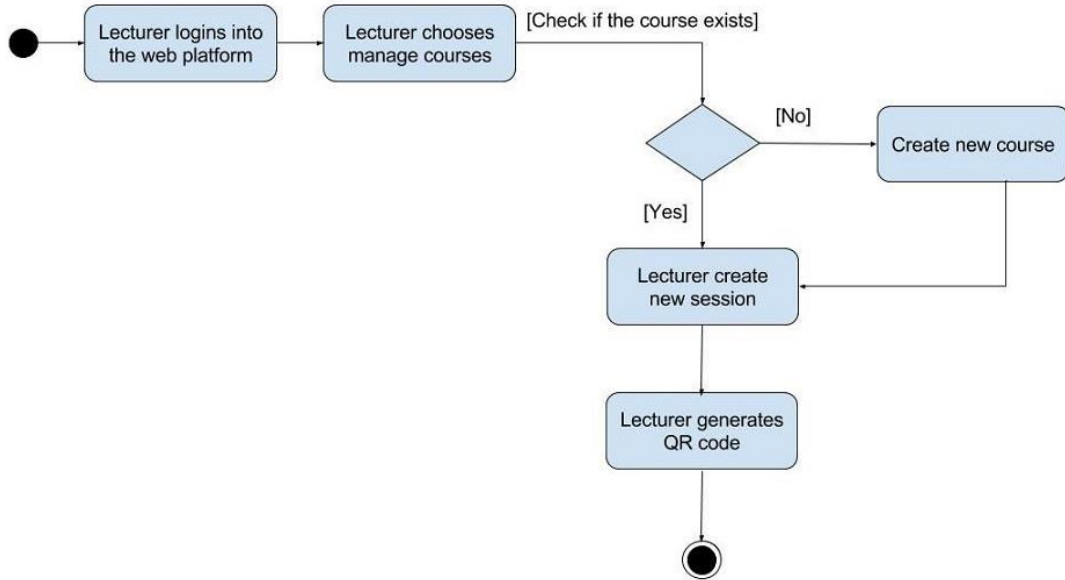 Lecturer logins into
the web platform
Lecturer chooses
manage courses
[Check if the course exists]
[No]
Create new course
[Yes]
Lecturer create
new session
Lecturer generates
QR code